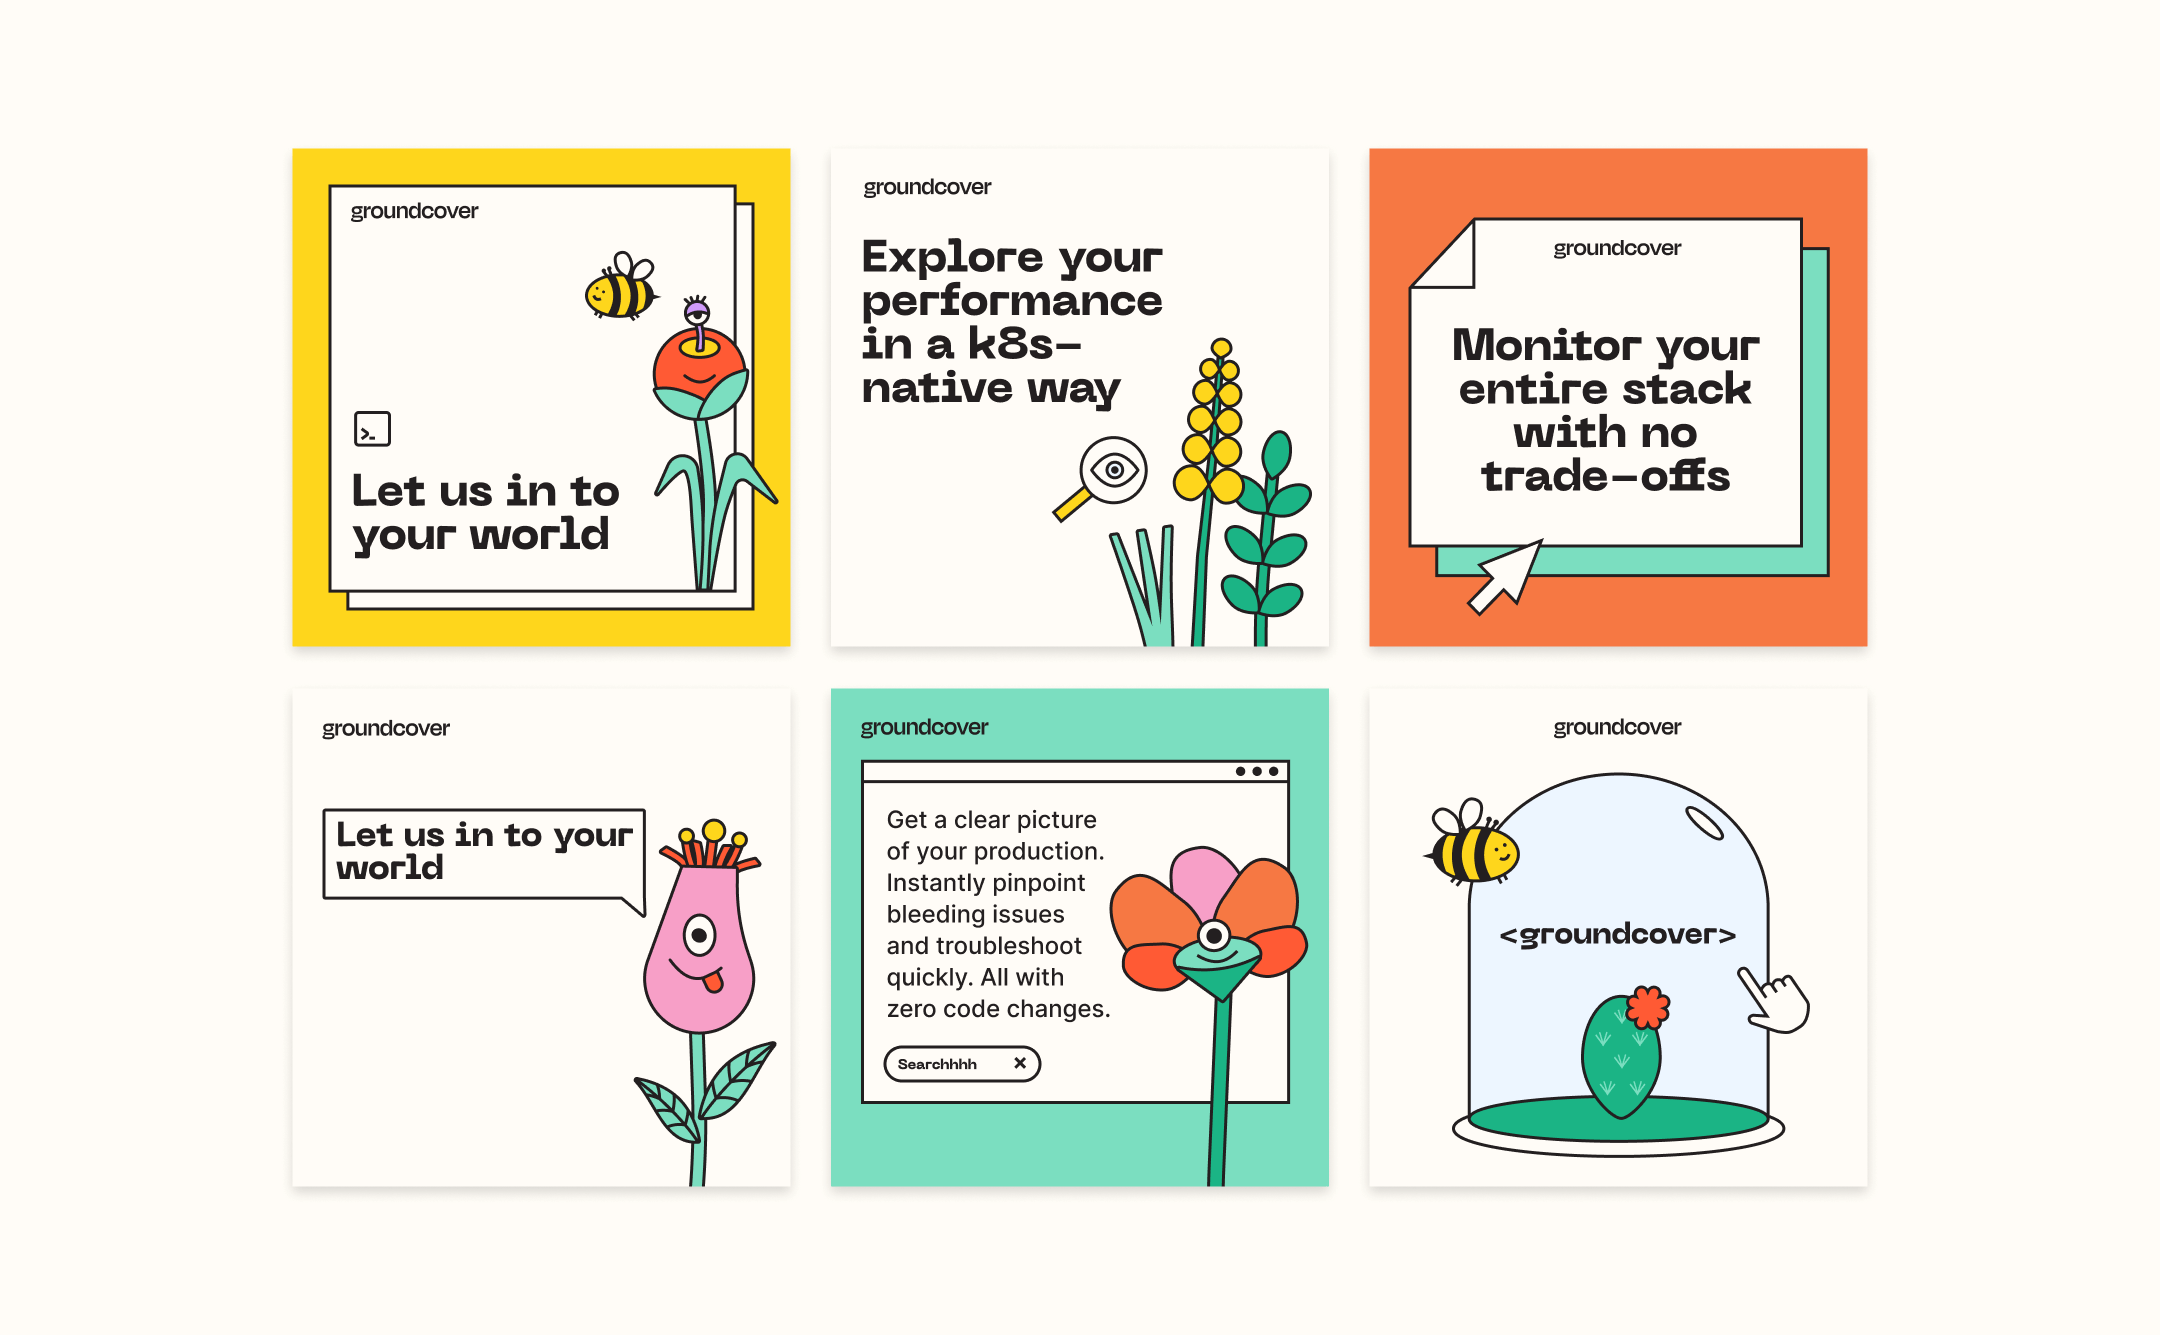 groundcover
>_
Let us in to
your world
groundcover
Explore your
performance
in a k8s-
native way
groundcover
Monitor your
entire stack
with no
trade-offs
groundcover
Let us in to your
world
groundcover
Get a clear picture
of your production.
Instantly pinpoint
bleeding issues
and troubleshoot
quickly. All with
zero code changes.
Searchhhh
groundcover
<groundcover>